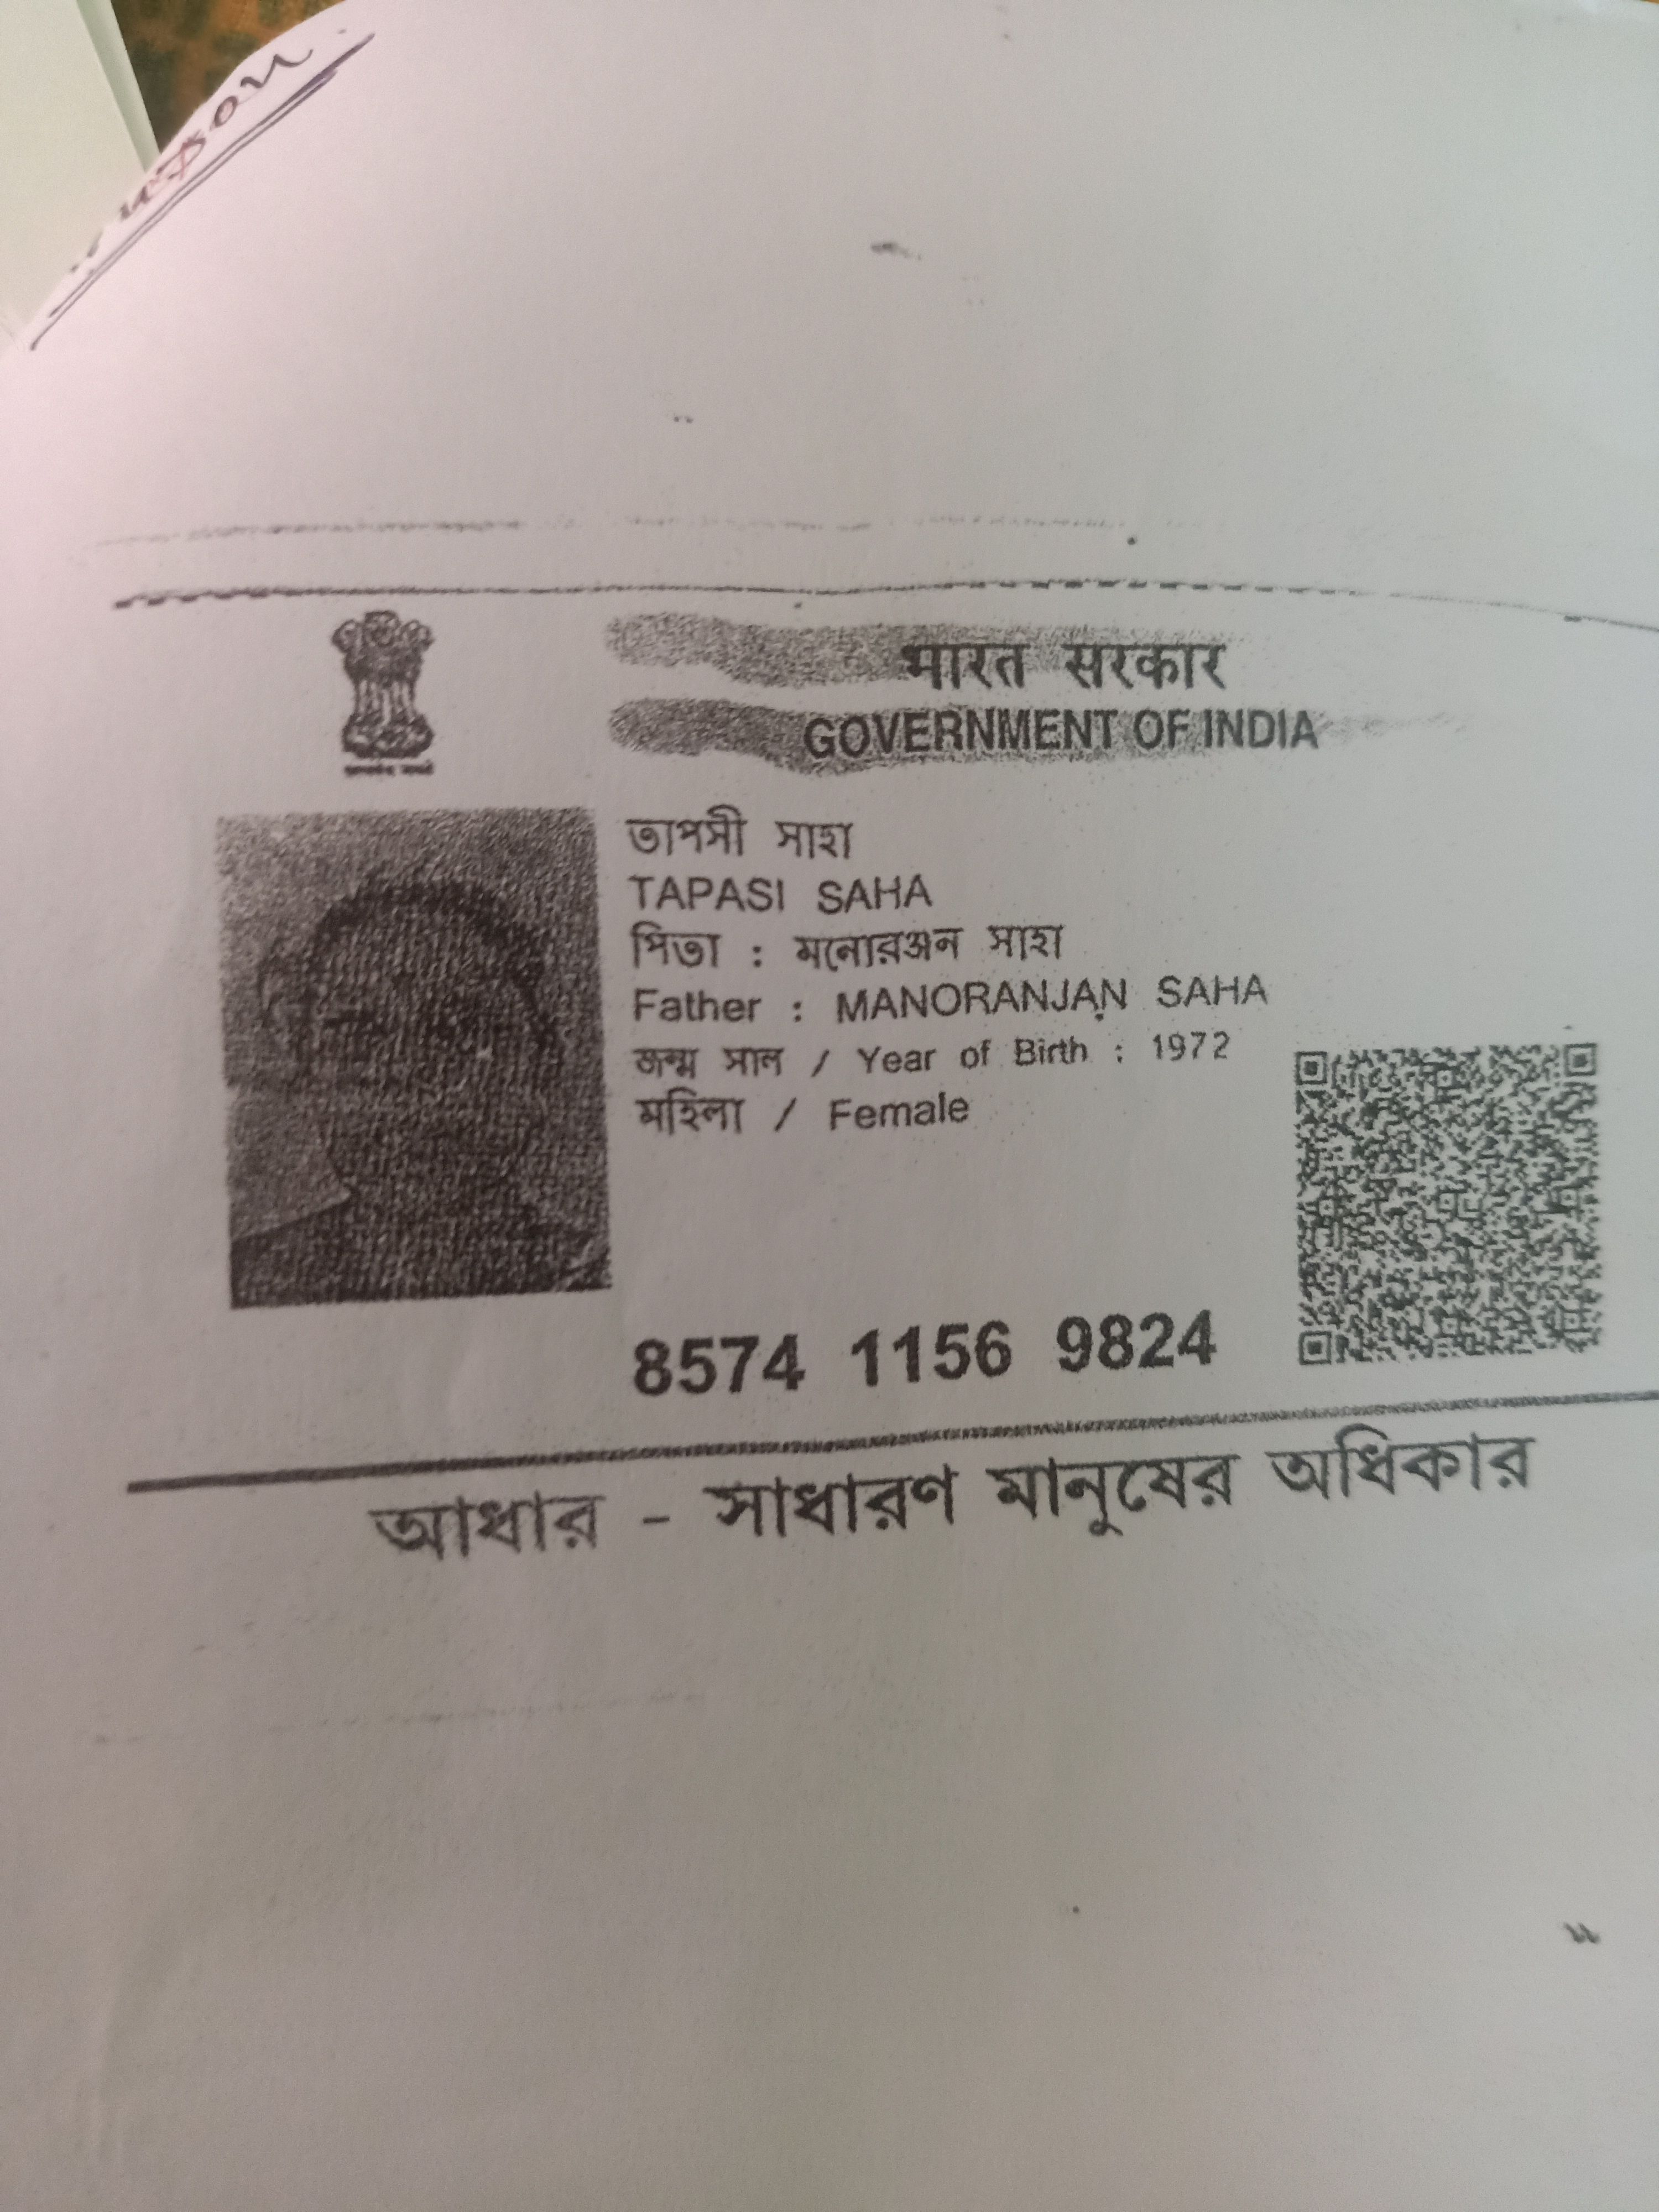 भारत सरकार
GOVERNMENT OF INDIA
তাপসী সাহা
TAPASI SAHA
পিতা : মনোরঞ্জন সাহা
Father : MANORANJAN SAHA
জন্ম সাল / Year of Birth : 1972
মহিলা / Female
8574 1156 9824
আধার - সাধারণ মানুষের অধিকার